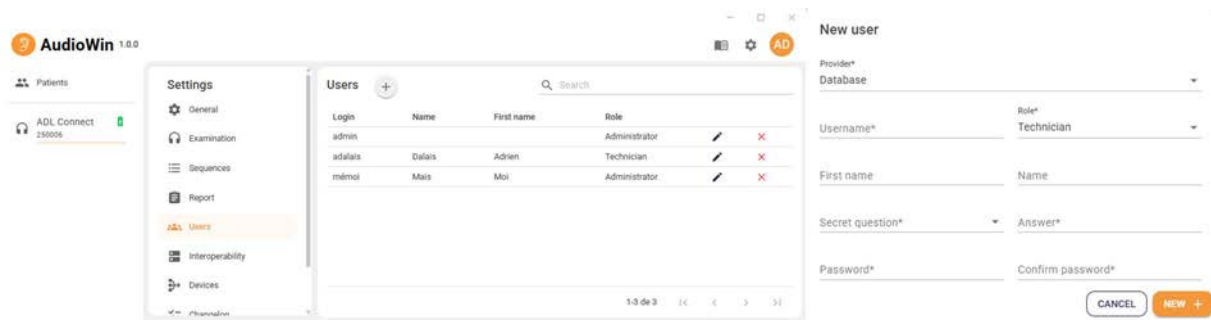 AudioWin 1.0.0
AD
Patients
ADL Connect
250006
Settings
General
Examination
Sequences
Report
Users
Interoperability
Devices
Changelog
Users +
Search
Login Name First name Role
admin Administrator
adalais Dalais Adrien Technician
mémoi Mais Moi Administrator
1-3 de 3
New user
Provider*
Database
Role*
Username* Technician
First name Name
Secret question* Answer*
Password* Confirm password*
CANCEL NEW +